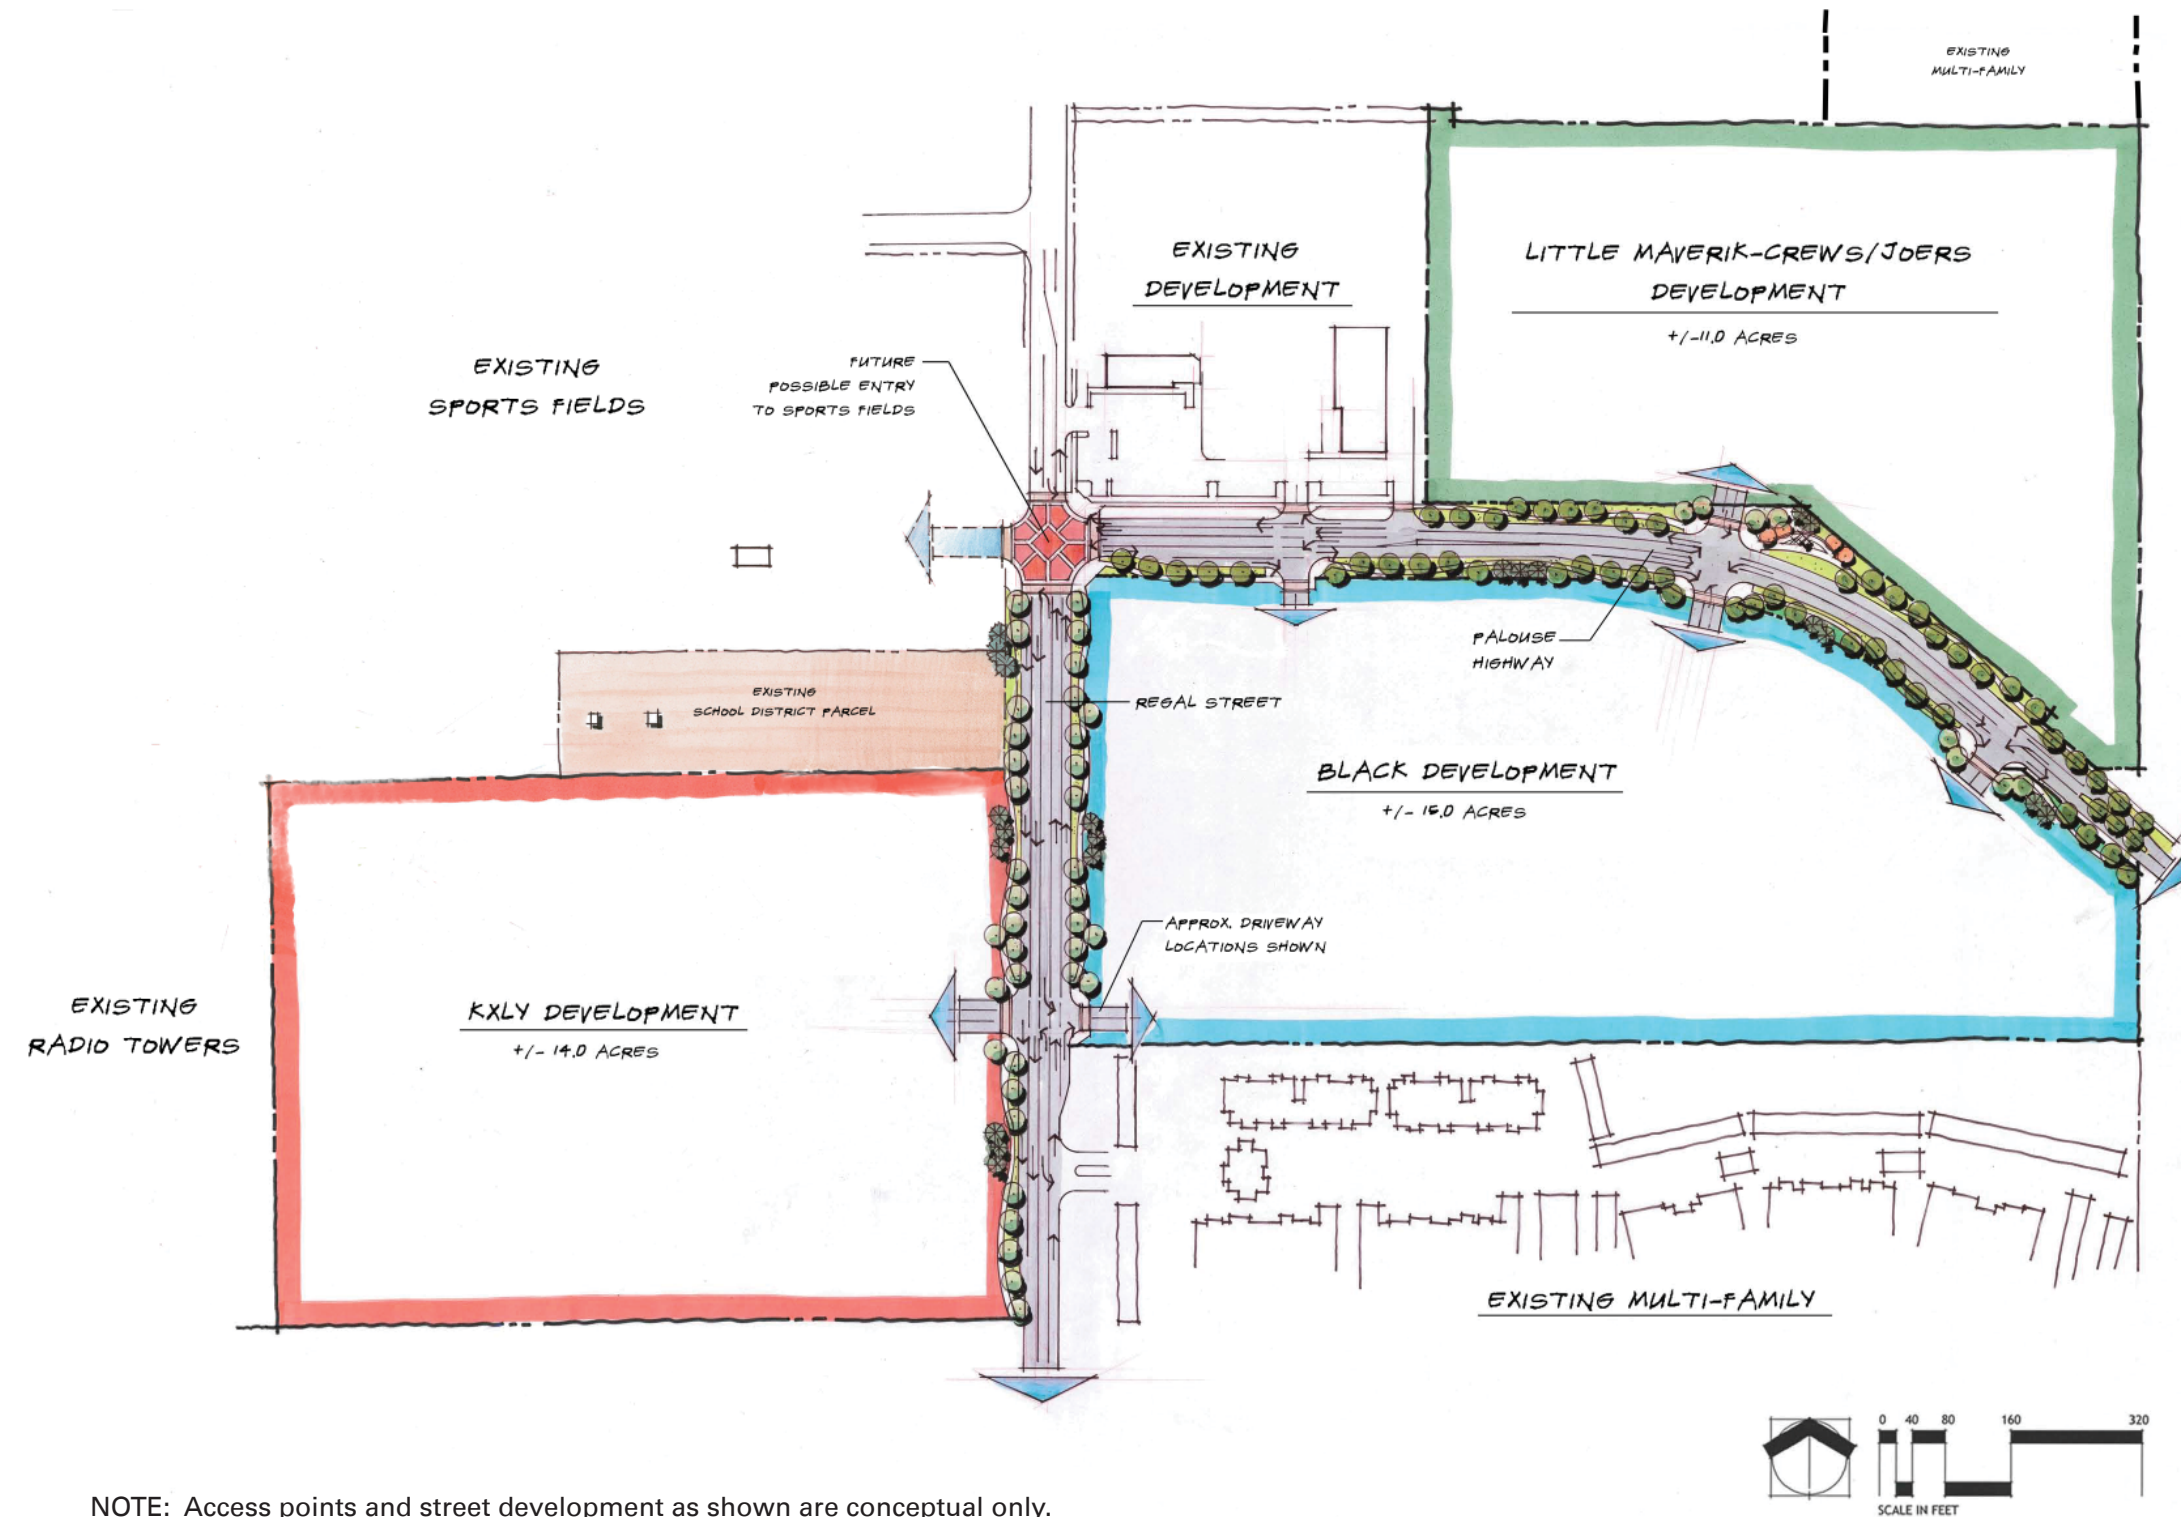 EXISTING
MULTI-FAMILY
EXISTING
DEVELOPMENT
LITTLE MAVERIK-CREWS/JOERS
DEVELOPMENT
+/-11.0 ACRES
EXISTING
SPORTS FIELDS
FUTURE
POSSIBLE ENTRY
TO SPORTS FIELDS
PALOUSE
HIGHWAY
EXISTING
SCHOOL DISTRICT PARCEL
REGAL STREET
BLACK DEVELOPMENT
+/- ACRES
APPROX. DRIVEWAY
LOCATIONS SHOWN
EXISTING
RADIO TOWERS
KXLY DEVELOPMENT
+/- 14.0 ACRES
EXISTING MULTI-FAMILY
0 40 80 160 320
SCALE IN FEET
NOTE: Access points and street development as shown are conceptual only.